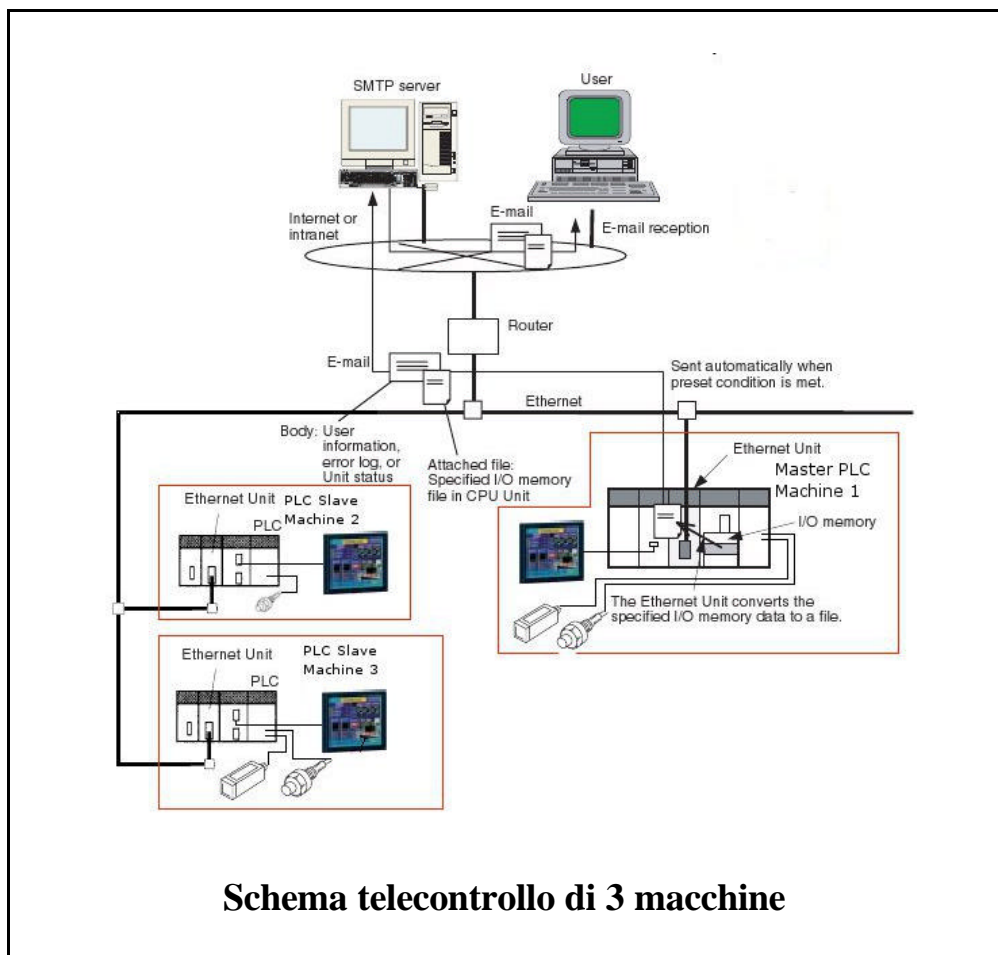 SMTP server
User
Internet or
intranet
E-mail
E-mail reception
Router
E-mail
Sent automatically when
preset condition is met.
Ethernet
Body: User
information,
error log, or
Unit status
Attached file:
Specified I/O memory
file in CPU Unit
Ethernet Unit
Master PLC
Machine 1
I/O memory
The Ethernet Unit converts the
specified I/O memory data to a file.
Ethernet Unit
PLC Slave
Machine 2
PLC
Ethernet Unit
PLC Slave
Machine 3
PLC
Schema telecontrollo di 3 macchine